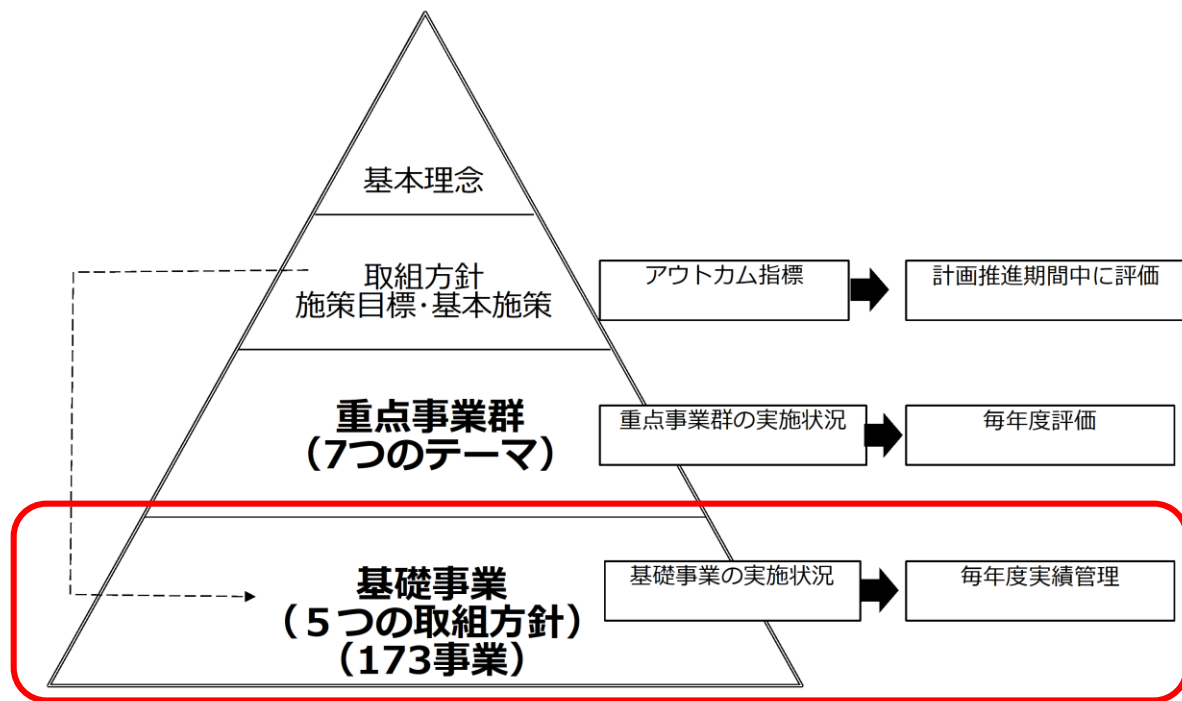 基本理念
取組方針
施策目標･基本施策
アウトカム指標
計画推進期間中に評価
重点事業群
（7つのテーマ）
重点事業群の実施状況
毎年度評価
基礎事業
（５つの取組方針）
（173事業）
基礎事業の実施状況
毎年度実績管理